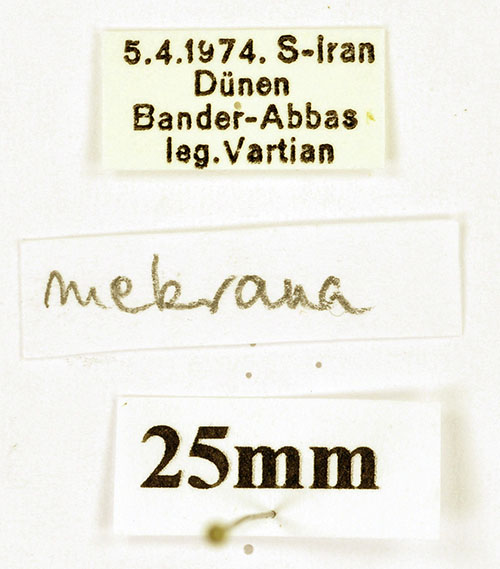 5.4.1974. S-Iran
Dünen
Bander-Abbas
leg.Vartian
mekrana
25mm